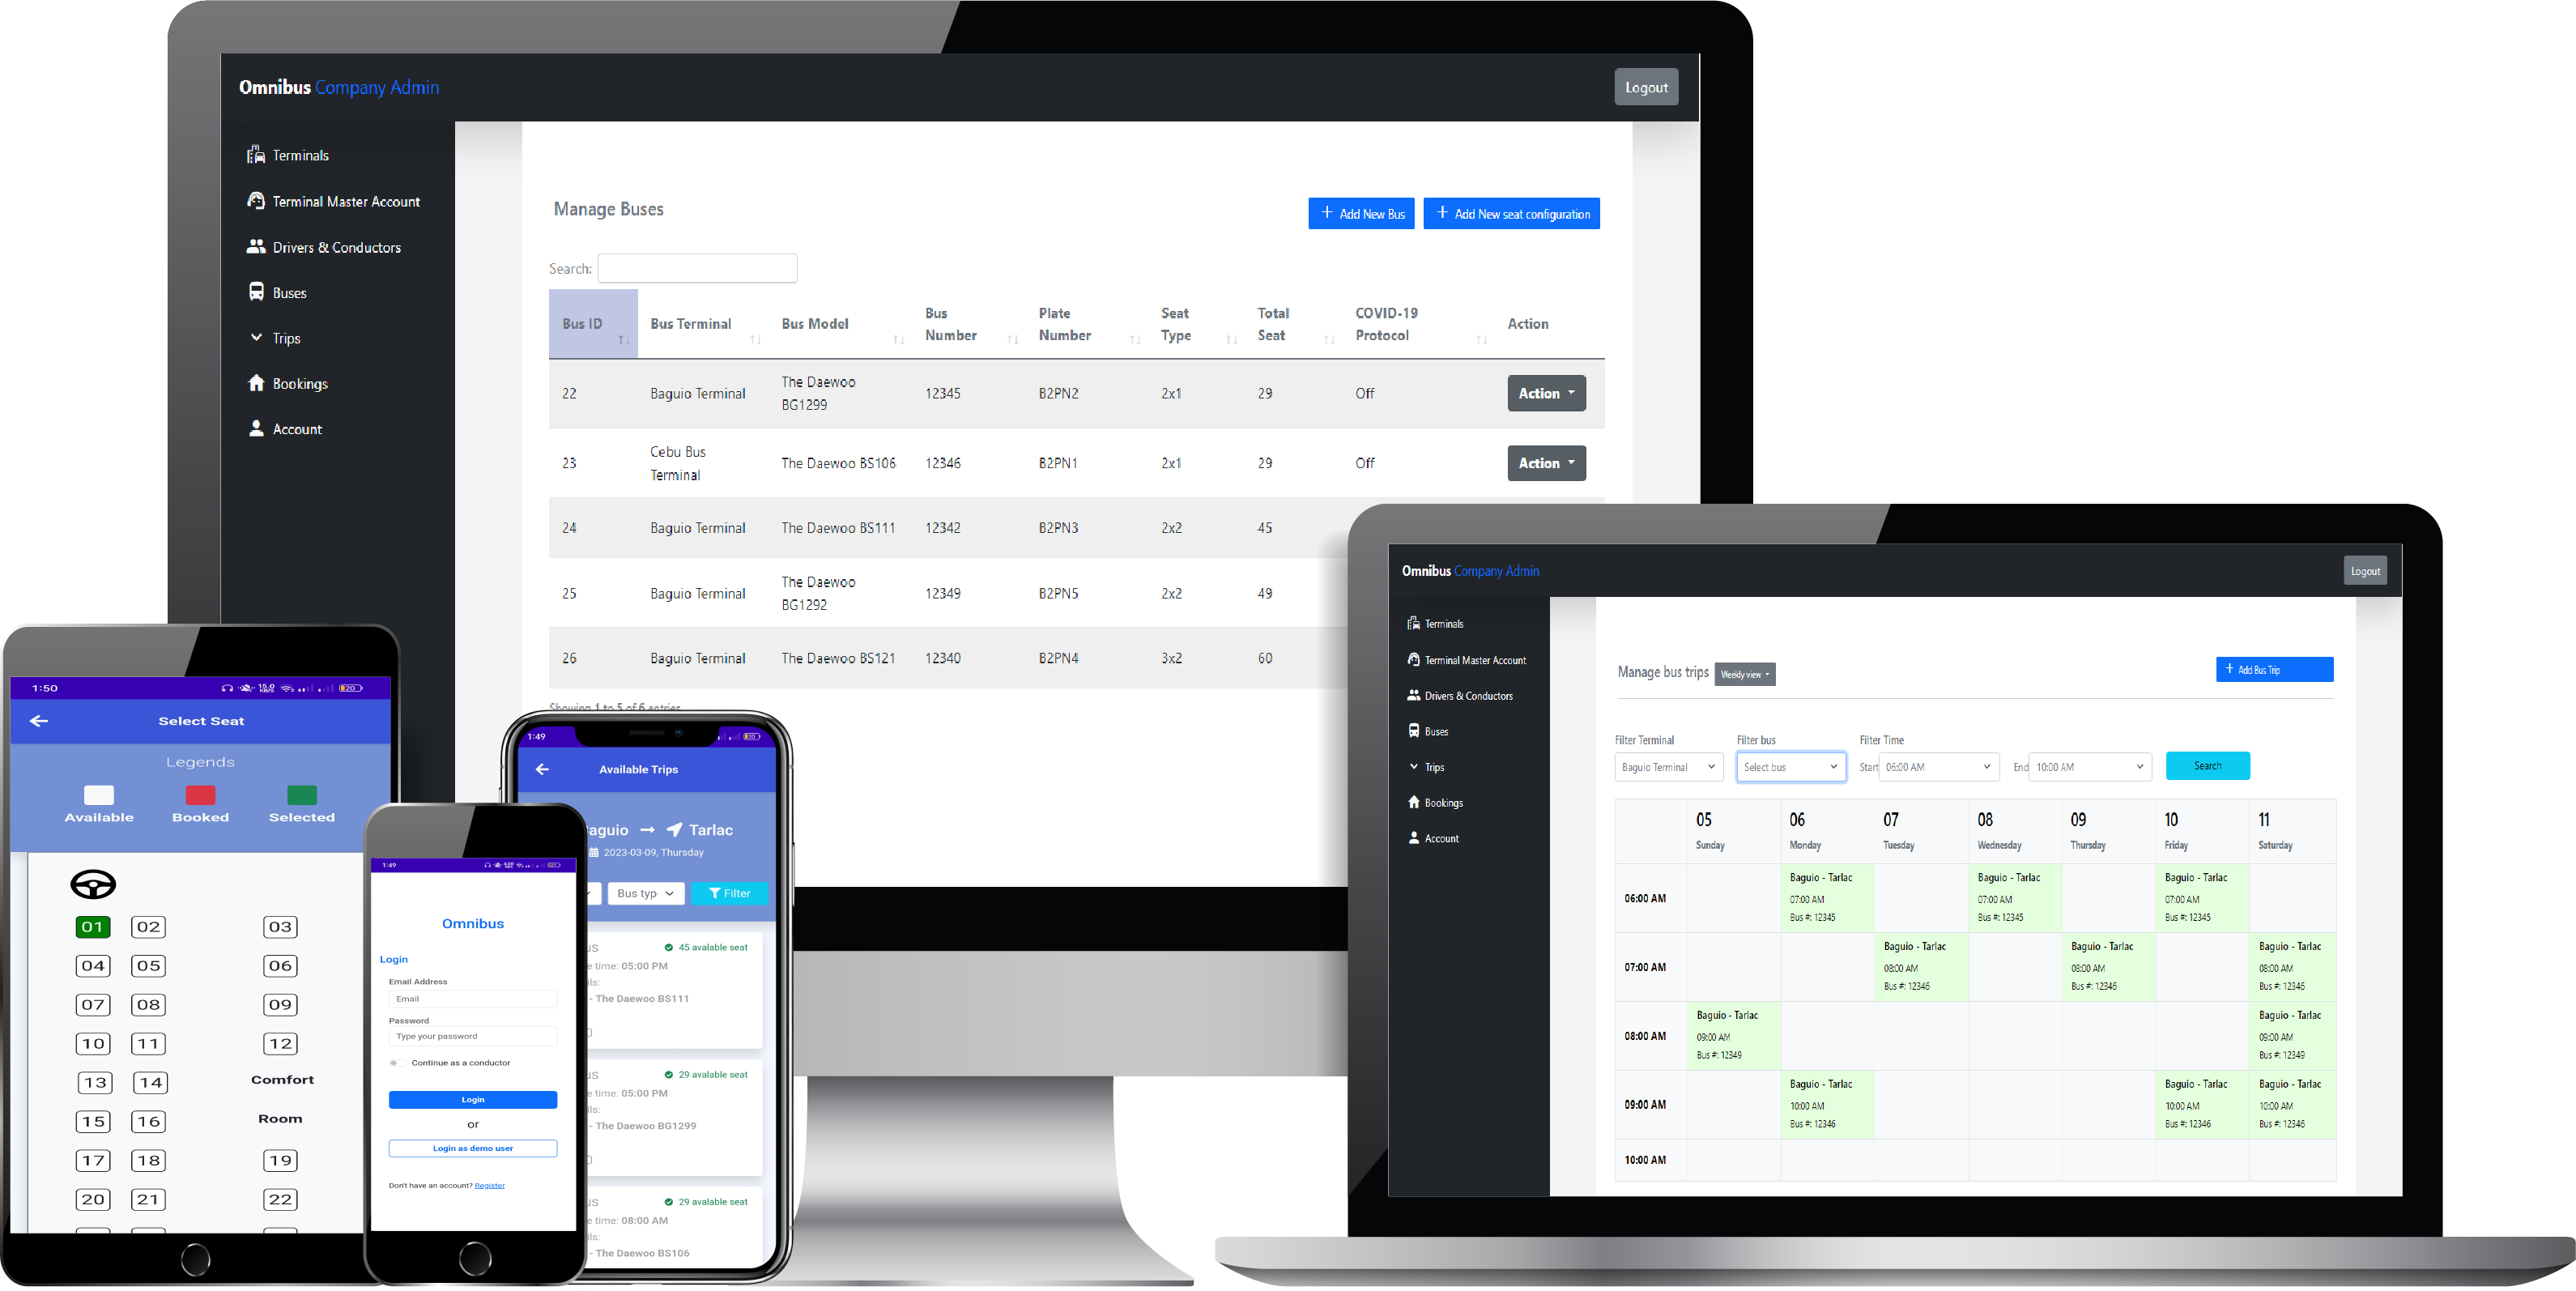 Omnibus Company Admin
Logout
Terminals
Terminal Master Account
Drivers & Conductors
Buses
Trips
Bookings
Account
Manage Buses
+ Add New Bus
+ Add New seat configuration
Search:
Bus ID Bus Terminal Bus Model Bus Number Plate Number Seat Type Total Seat COVID-19 Protocol Action
22 Baguio Terminal The Daewoo BG1299 12345 B2PN2 2x1 29 Off Action
23 Cebu Bus Terminal The Daewoo BS106 12346 B2PN1 2x1 29 Off Action
24 Baguio Terminal The Daewoo BS111 12342 B2PN3 2x2 45
25 Baguio Terminal The Daewoo BG1292 12349 B2PN5 2x2 49
26 Baguio Terminal The Daewoo BS121 12340 B2PN4 3x2 60
Showing 1 to 5 of 6 entries
1:50
15.0
KB/S
20
Select Seat
Legends
Available Booked Selected
01 02 03
04 05 06
07 08 09
10 11 12
13 14 Comfort
15 16 Room
17 18 19
20 21 22
1:49
Omnibus
Login
Email Address
Email
Password
Type your password
Continue as a conductor
Login
or
Login as demo user
Don't have an account? Register
1:49
20
Available Trips
aguio → Tarlac
2023-03-09, Thursday
Bus typ
Filter
US 45 avalable seat
e time: 05:00 PM
ils:
- The Daewoo BS111
US 29 avalable seat
e time: 05:00 PM
ils:
- The Daewoo BG1299
US 29 avalable seat
e time: 08:00 AM
ils:
- The Daewoo BS106
Omnibus Company Admin
Logout
Terminals
Terminal Master Account
Drivers & Conductors
Buses
Trips
Bookings
Account
Manage bus trips
Weekly view
+ Add Bus Trip
Filter Terminal Filter bus Filter Time
Baguio Terminal Select bus Start 06:00 AM End 10:00 AM Search
05 06 07 08 09 10 11
Sunday Monday Tuesday Wednesday Thursday Friday Saturday
06:00 AM
Baguio - Tarlac Baguio - Tarlac Baguio - Tarlac
07:00 AM 07:00 AM 07:00 AM
Bus #: 12345 Bus #: 12345 Bus #: 12345
07:00 AM
Baguio - Tarlac Baguio - Tarlac Baguio - Tarlac
08:00 AM 08:00 AM 08:00 AM
Bus #: 12346 Bus #: 12346 Bus #: 12346
08:00 AM
Baguio - Tarlac Baguio - Tarlac
09:00 AM 09:00 AM
Bus #: 12349 Bus #: 12349
09:00 AM
Baguio - Tarlac Baguio - Tarlac Baguio - Tarlac
10:00 AM 10:00 AM 10:00 AM
Bus #: 12346 Bus #: 12346 Bus #: 12346
10:00 AM